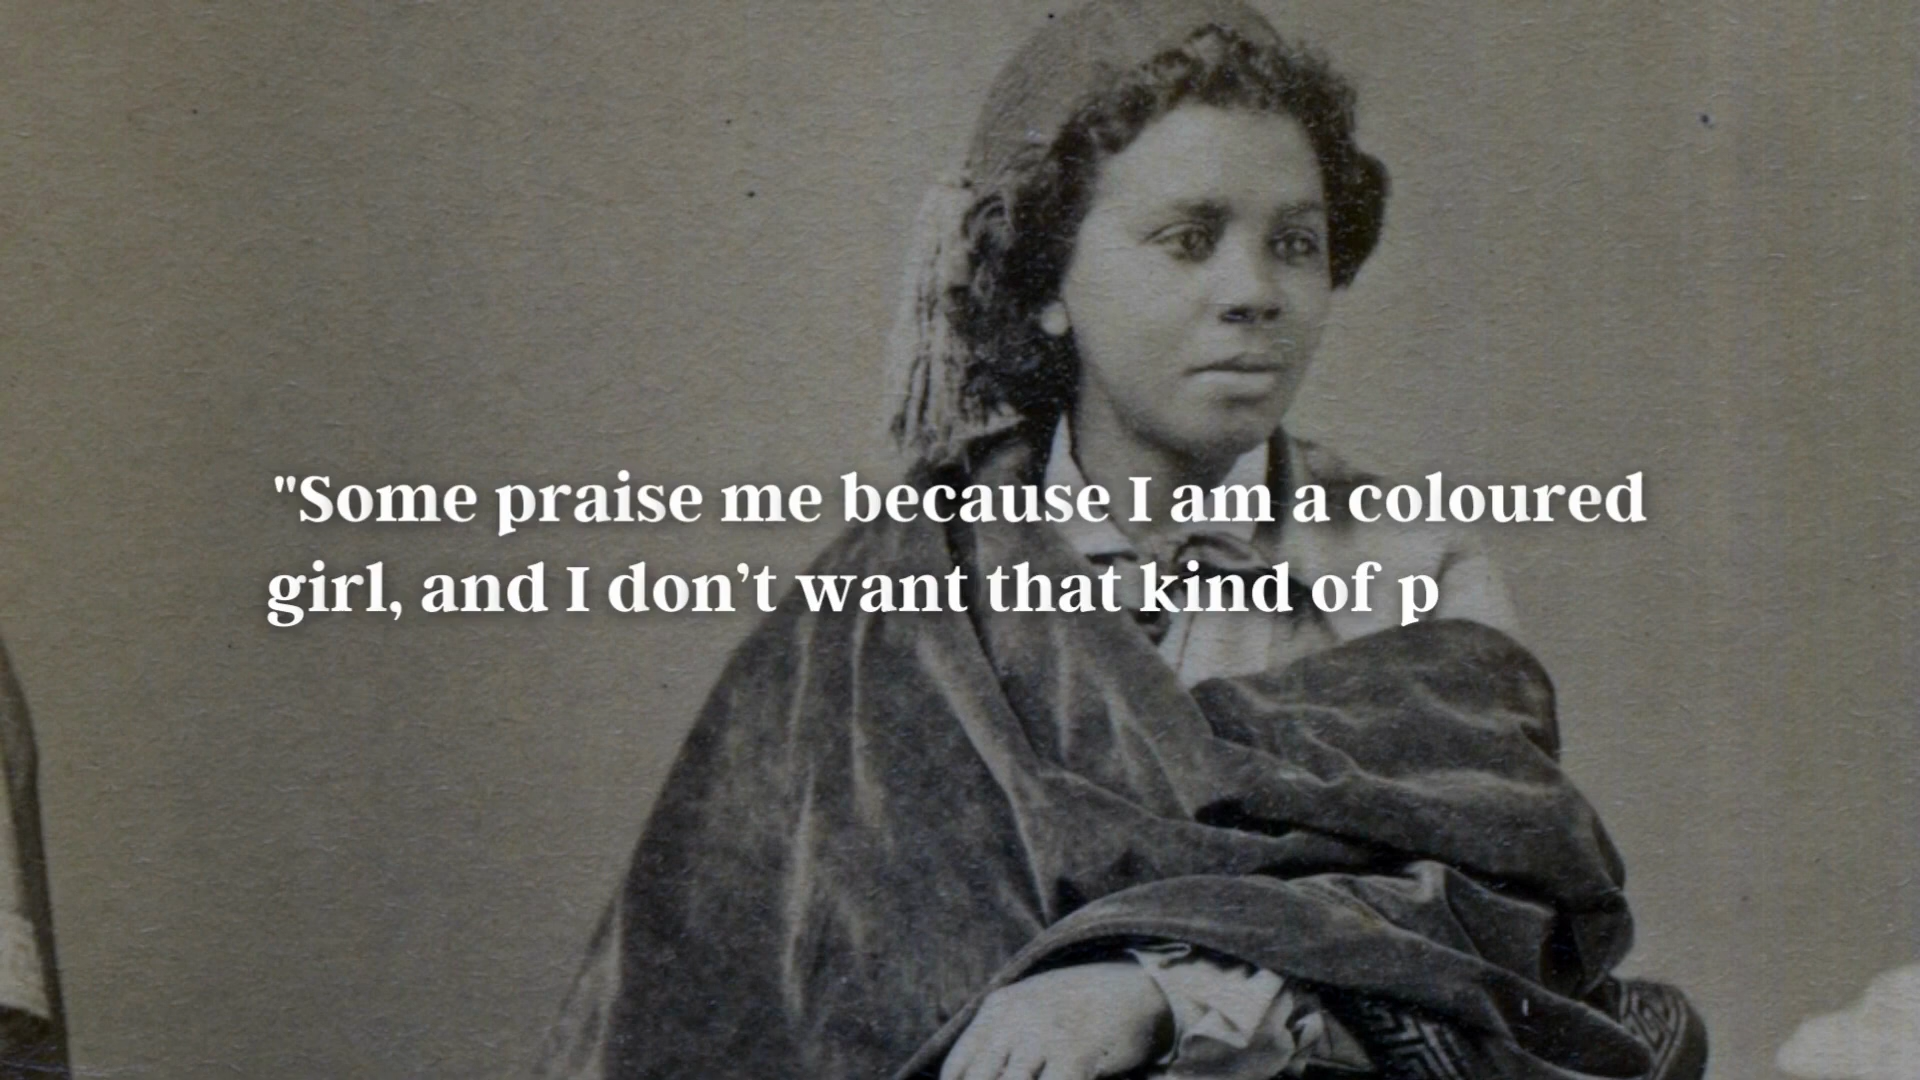 "Some praise me because I am a coloured
girl, and I don’t want that kind of p